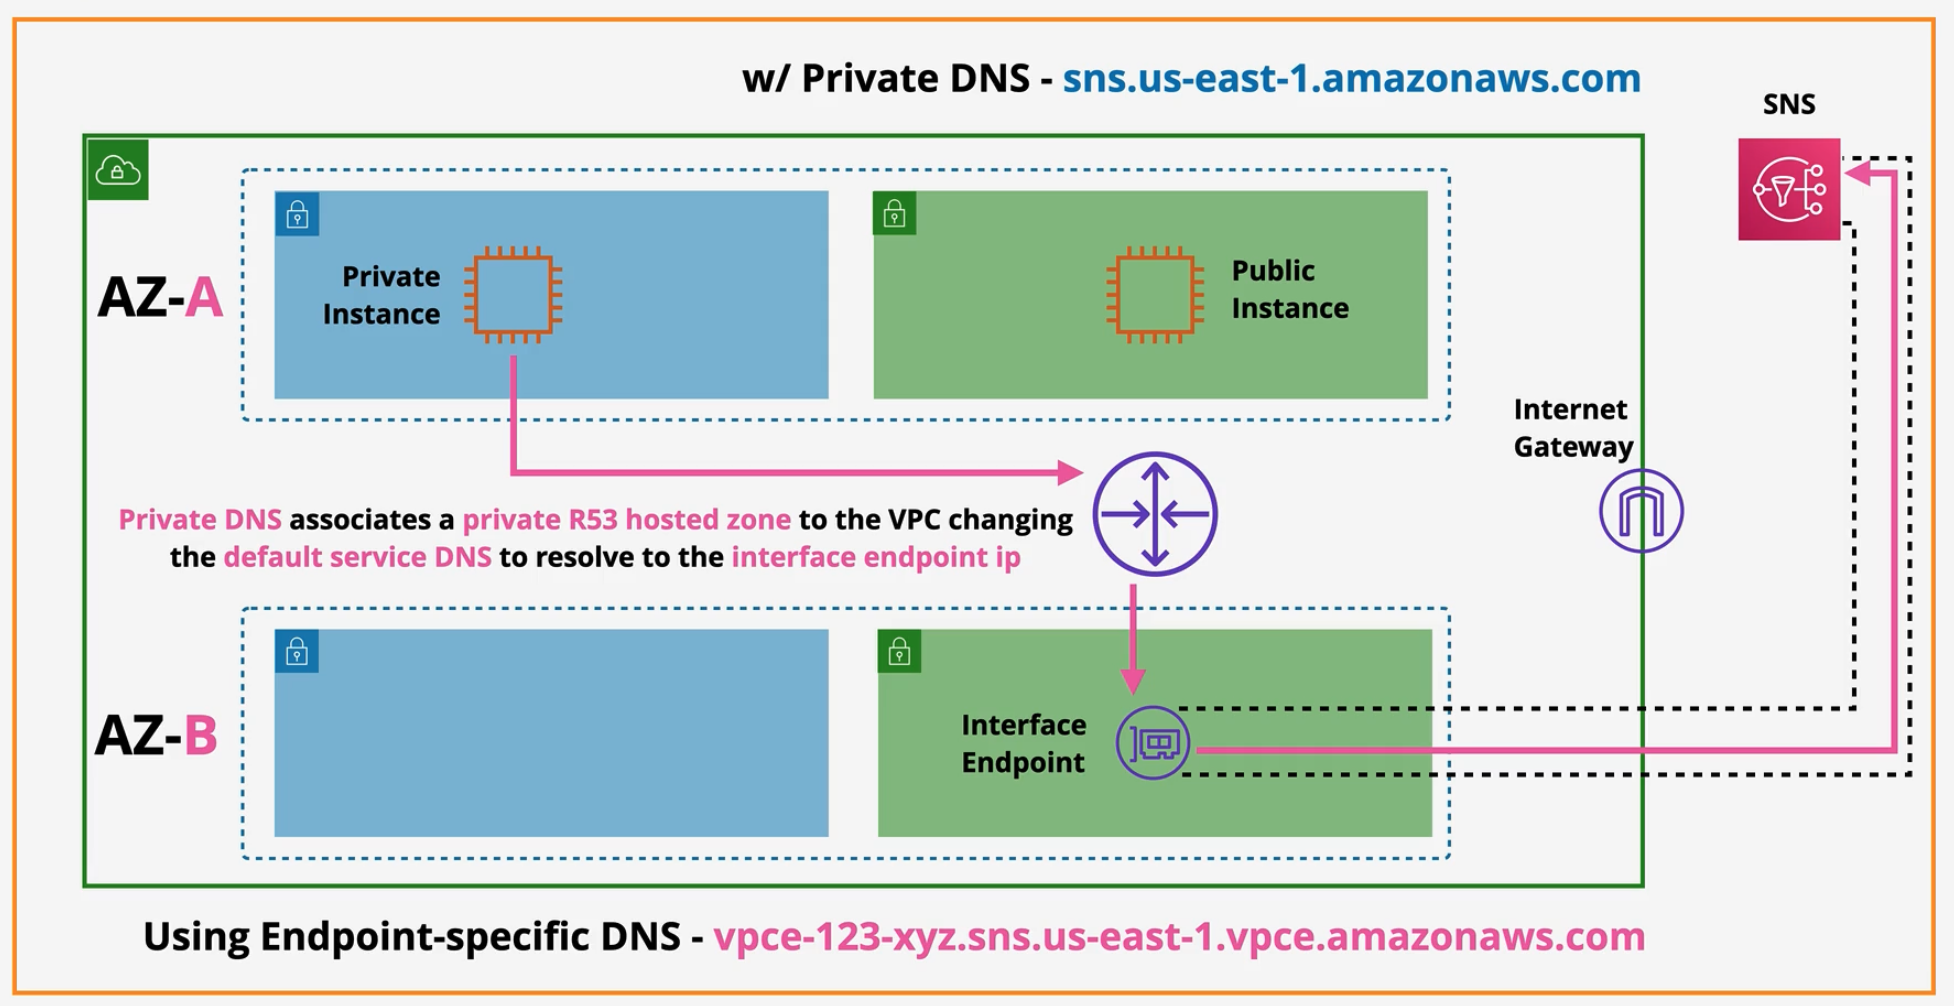 w/ Private DNS - sns.us-east-1.amazonaws.com
SNS
AZ-A
Private
Instance
Public
Instance
Internet
Gateway
Private DNS associates a private R53 hosted zone to the VPC changing
the default service DNS to resolve to the interface endpoint ip
AZ-B
Interface
Endpoint
Using Endpoint-specific DNS - vpce-123-xyz.sns.us-east-1.vpce.amazonaws.com